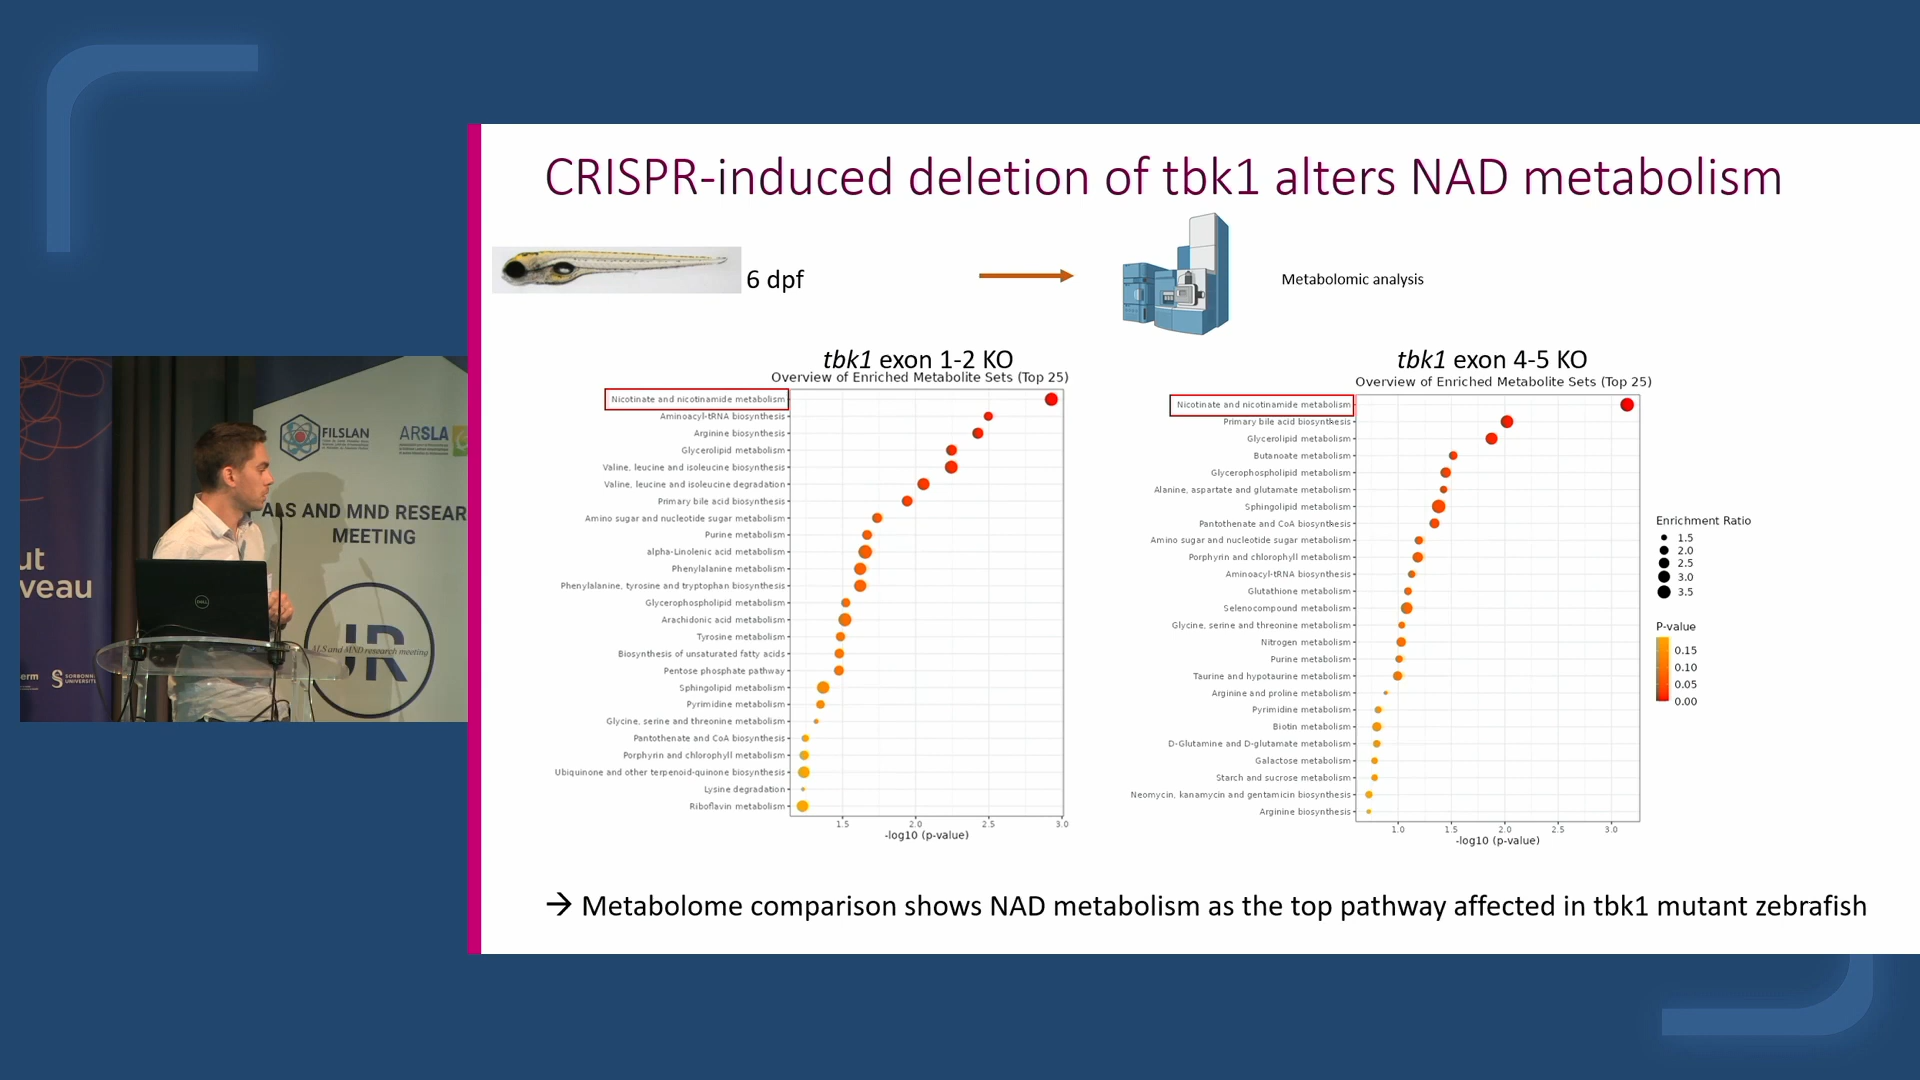 CRISPR-induced deletion of tbk1 alters NAD metabolism
6 dpf
Metabolomic analysis
tbk1 exon 1-2 KO
Overview of Enriched Metabolite Sets (Top 25)
Nicotinate and nicotinamide metabolism
Aminoacyl-tRNA biosynthesis
Arginine biosynthesis
Glycerolipid metabolism
Valine, leucine and isoleucine biosynthesis
Valine, leucine and isoleucine degradation
Primary bile acid biosynthesis
Amino sugar and nucleotide sugar metabolism
Purine metabolism
alpha-Linolenic acid metabolism
Phenylalanine metabolism
Phenylalanine, tyrosine and tryptophan biosynthesis
Glycerophospholipid metabolism
Arachidonic acid metabolism
Tyrosine metabolism
Biosynthesis of unsaturated fatty acids
Pentose phosphate pathway
Sphingolipid metabolism
Pyrimidine metabolism
Glycine, serine and threonine metabolism
Pantothenate and CoA biosynthesis
Porphyrin and chlorophyll metabolism
Ubiquinone and other terpenoid-quinone biosynthesis
Lysine degradation
Riboflavin metabolism
1.5 2.0 2.5 3.0
-log10 (p-value)
tbk1 exon 4-5 KO
Overview of Enriched Metabolite Sets (Top 25)
Nicotinate and nicotinamide metabolism
Primary bile acid biosynthesis
Glycerolipid metabolism
Butanoate metabolism
Glycerophospholipid metabolism
Alanine, aspartate and glutamate metabolism
Sphingolipid metabolism
Pantothenate and CoA biosynthesis
Amino sugar and nucleotide sugar metabolism
Porphyrin and chlorophyll metabolism
Aminoacyl-tRNA biosynthesis
Glutathione metabolism
Selenocompound metabolism
Glycine, serine and threonine metabolism
Nitrogen metabolism
Purine metabolism
Taurine and hypotaurine metabolism
Arginine and proline metabolism
Pyrimidine metabolism
Biotin metabolism
D-Glutamine and D-glutamate metabolism
Galactose metabolism
Starch and sucrose metabolism
Neomycin, kanamycin and gentamicin biosynthesis
Arginine biosynthesis
1.0 1.5 2.0 2.5 3.0
-log10 (p-value)
Enrichment Ratio
1.5
2.0
2.5
3.0
3.5
P-value
0.15
0.10
0.05
0.00
→ Metabolome comparison shows NAD metabolism as the top pathway affected in tbk1 mutant zebrafish
FILSLAN
ARSLA
ALS AND MND RESEAR
MEETING
JR
ALS and MND research meeting
ut
veau
erm
SORBONNE
UNIVERSITÉ
DELL